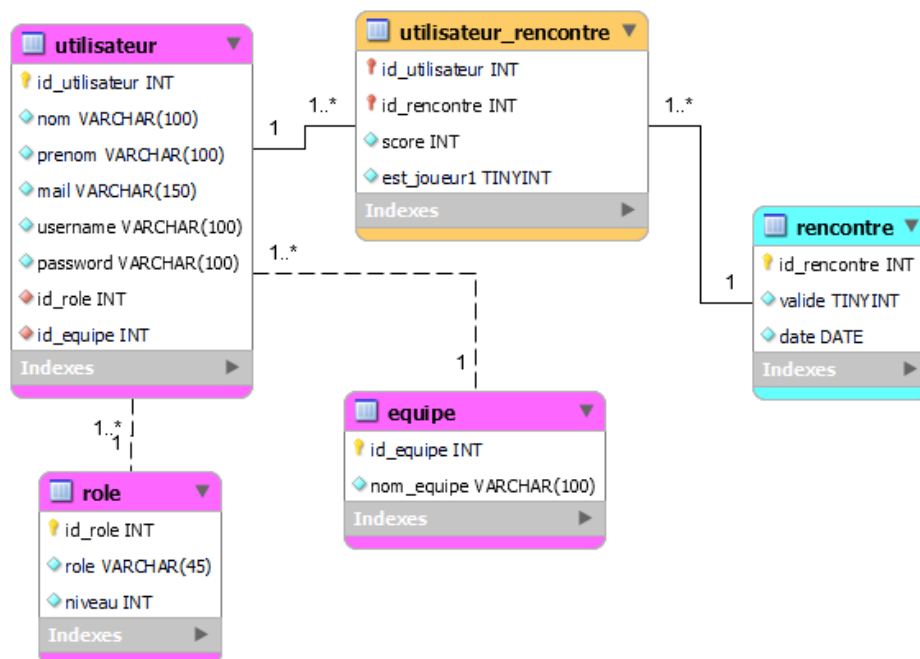 utilisateur
id_utilisateur INT
nom VARCHAR(100)
prenom VARCHAR(100)
mail VARCHAR(150)
username VARCHAR(100)
password VARCHAR(100)
id_role INT
id_equipe INT
Indexes
1
1..*
utilisateur_rencontre
id_utilisateur INT
id_rencontre INT
score INT
est_joueur1 TINYINT
Indexes
1..*
1
rencontre
id_rencontre INT
valide TINYINT
date DATE
Indexes
1..*
1
equipe
id_equipe INT
nom_equipe VARCHAR(100)
Indexes
1..*
1
role
id_role INT
role VARCHAR(45)
niveau INT
Indexes